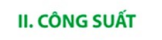 II. CÔNG SUẤT